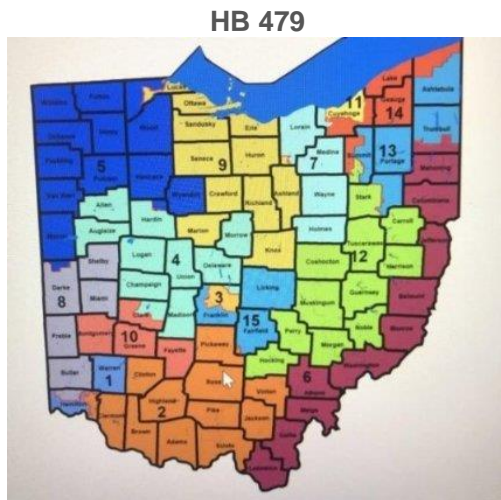 HB 479
Lake
Lucas
Fulton
Ashtabula
Williams
Ottawa
11
Cuyahoga
Geauga
14
Henry
Wood
Sandusky
Erie
Lorain
Trumbull
Defiance
Medina
Summit
13
Portage
Paulding
5
Putnam
Hancock
Seneca
9
Huron
7
Mahoning
Van Wert
Wyandot
Crawford
Richland
Ashland
Wayne
Stark
Columbiana
Allen
Hardin
Carroll
Mercer
Auglaize
Marion
Morrow
Holmes
Tuscarawas
Jefferson
Shelby
Logan
4
Union
Knox
Coshocton
12
Harrison
Darke
8
Miami
Champaign
Delaware
Licking
Guernsey
Belmont
Clark
Madison
3
Franklin
Muskingum
Preble
Montgomery
10
Greene
15
Fairfield
Perry
Noble
Monroe
Fayette
Pickaway
Morgan
Butler
Warren
1
Clinton
Ross
Hocking
Washington
Hamilton
Highland
2
Vinton
6
Athens
Clermont
Pike
Jackson
Meigs
Brown
Adams
Scioto
Gallia
Lawrence